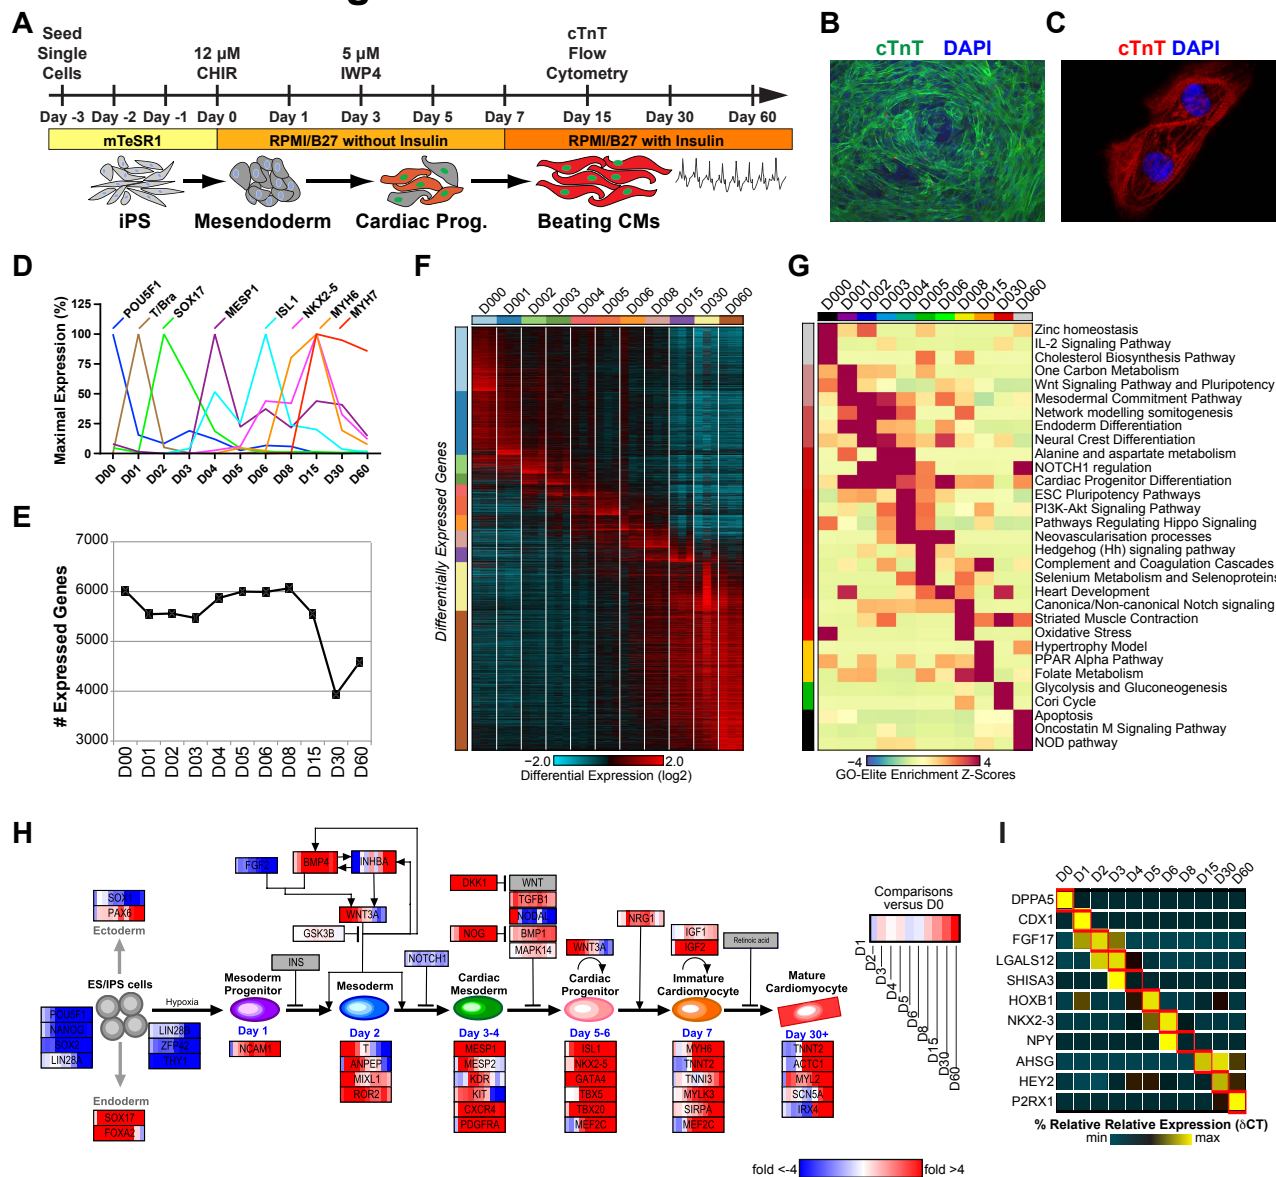 A
Seed
Single
Cells
12 µM
CHIR
5 µM
IWP4
cTnT
Flow
Cytometry
Day -3 Day -2 Day -1 Day 0 Day 1 Day 3 Day 5 Day 7 Day 15 Day 30 Day 60
mTeSR1 RPMI/B27 without Insulin RPMI/B27 with Insulin
iPS Mesendoderm Cardiac Prog. Beating CMs
B
cTnT DAPI
C
cTnT DAPI
D
POU5F1 T/Bra SOX17 MESP1 ISL1 NKX2-5 MYH6 MYH7
Maximal Expression (%)
125
100
75
50
25
0
D00 D01 D02 D03 D04 D05 D06 D08 D15 D30 D60
E
# Expressed Genes
7000
6000
5000
4000
3000
D00 D01 D02 D03 D04 D05 D06 D08 D15 D30 D60
F
D000 D001 D002 D003 D004 D005 D006 D008 D015 D030 D060
Differentially Expressed Genes
-2.0 2.0
Differential Expression (log2)
G
D000 D001 D002 D003 D004 D005 D006 D008 D015 D030 D060
Zinc homeostasis
IL-2 Signaling Pathway
Cholesterol Biosynthesis Pathway
One Carbon Metabolism
Wnt Signaling Pathway and Pluripotency
Mesodermal Commitment Pathway
Network modelling somitogenesis
Endoderm Differentiation
Neural Crest Differentiation
Alanine and aspartate metabolism
NOTCH1 regulation
Cardiac Progenitor Differentiation
ESC Pluripotency Pathways
PI3K-Akt Signaling Pathway
Pathways Regulating Hippo Signaling
Neovascularisation processes
Hedgehog (Hh) signaling pathway
Complement and Coagulation Cascades
Selenium Metabolism and Selenoproteins
Heart Development
Canonica/Non-canonical Notch signaling
Striated Muscle Contraction
Oxidative Stress
Hypertrophy Model
PPAR Alpha Pathway
Folate Metabolism
Glycolysis and Gluconeogenesis
Cori Cycle
Apoptosis
Oncostatin M Signaling Pathway
NOD pathway
-4 4
GO-Elite Enrichment Z-Scores
H
SOX1
PAX6
Ectoderm
ES/IPS cells
POU5F1
NANOG
SOX2
LIN28A
LIN28B
ZFP42
THY1
Endoderm
SOX17
FOXA2
Hypoxia
BMP4
INHBA
WNT3A
GSK3B
INS
NOTCH1
DKK1
WNT
TGFB1
NODAL
NOG
BMP1
MAPK14
WNT3A
NRG1
IGF1
IGF2
Retinoic acid
Mesoderm
Progenitor
Day 1
NCAM1
Mesoderm
Day 2
T
ANPEP
MIXL1
ROR2
Cardiac
Mesoderm
Day 3-4
MESP1
MESP2
KDR
KIT
CXCR4
PDGFRA
Cardiac
Progenitor
Day 5-6
ISL1
NKX2-5
GATA4
TBX5
TBX20
MEF2C
Immature
Cardiomyocyte
Day 7
MYH6
TNNT2
TNNI3
MYLK3
SIRPA
MEF2C
Mature
Cardiomyocyte
Day 30+
TNNT2
ACTC1
MYL2
SCN5A
IRX4
Comparisons
versus D0
D1
D2
D3
D4
D5
D6
D8
D15
D30
D60
fold <-4 fold >4
I
D0 D1 D2 D3 D4 D5 D6 D8 D15 D30 D60
DPPA5
CDX1
FGF17
LGALS12
SHISA3
HOXB1
NKX2-3
NPY
AHSG
HEY2
P2RX1
% Relative Relative Expression (δCT)
min max